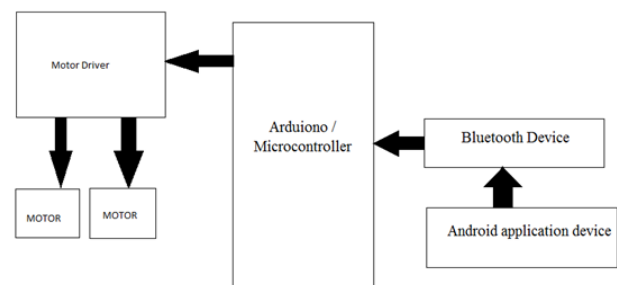 Motor Driver
Arduiono /
Microcontroller
Bluetooth Device
MOTOR
MOTOR
Android application device